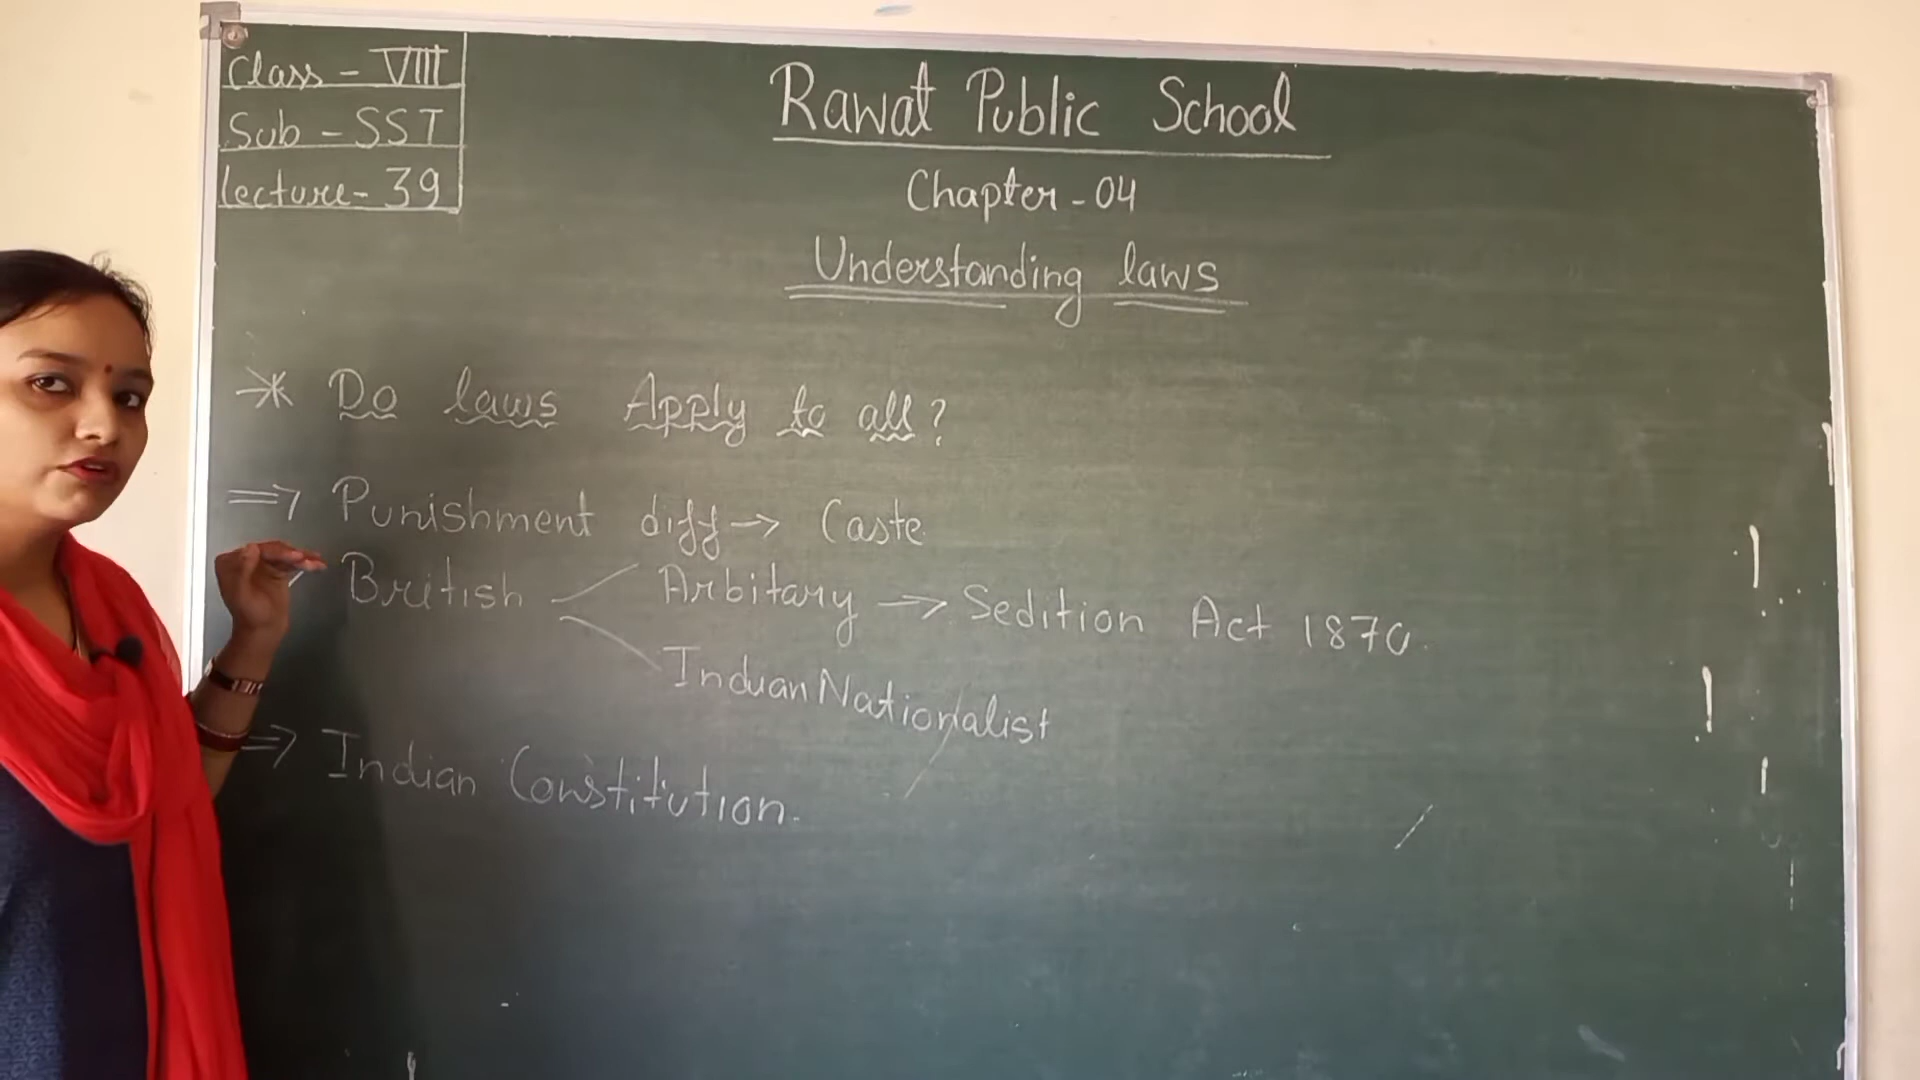 Class - VIII
Sub - SST
lecture - 39
Rawat Public School
Chapter - 04
Understanding laws
* Do laws Apply to all?
=> Punishment diff -> Caste
British Arbitary -> Sedition Act 1870.
Indian Nationalist
=> Indian Constitution.